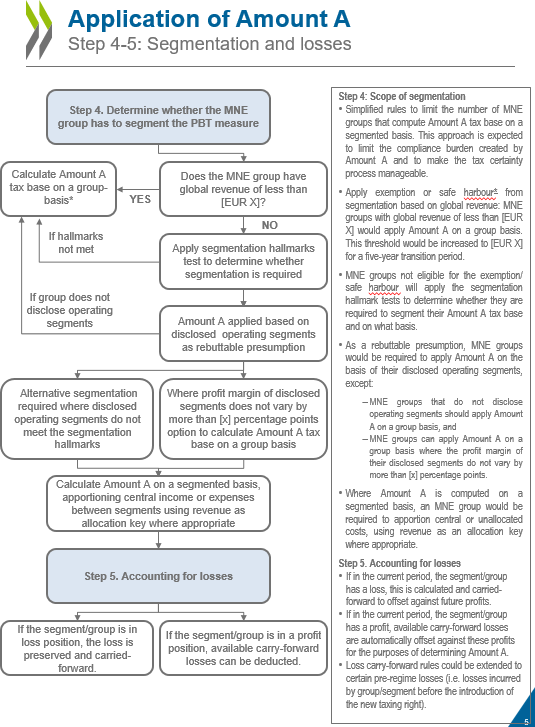 Application of Amount A
Step 4-5: Segmentation and losses
Step 4. Determine whether the MNE
group has to segment the PBT measure
Calculate Amount A
tax base on a group-
basis*
YES
Does the MNE group have
global revenue of less than
[EUR X]?
NO
If hallmarks
not met
Apply segmentation hallmarks
test to determine whether
segmentation is required
If group does not
disclose operating
segments
Amount A applied based on
disclosed operating segments
as rebuttable presumption
Alternative segmentation
required where disclosed
operating segments do not
meet the segmentation
hallmarks
Where profit margin of disclosed
segments does not vary by
more than [x] percentage points
option to calculate Amount A tax
base on a group basis
Calculate Amount A on a segmented basis,
apportioning central income or expenses
between segments using revenue as
allocation key where appropriate
Step 5. Accounting for losses
If the segment/group is in
loss position, the loss is
preserved and carried-
forward.
If the segment/group is in a profit
position, available carry-forward
losses can be deducted.
Step 4: Scope of segmentation
• Simplified rules to limit the number of MNE
groups that compute Amount A tax base on a
segmented basis. This approach is expected
to limit the compliance burden created by
Amount A and to make the tax certainty
process manageable.
• Apply exemption or safe harbour* from
segmentation based on global revenue: MNE
groups with global revenue of less than [EUR
X] would apply Amount A on a group basis.
This threshold would be increased to [EUR X]
for a five-year transition period.
• MNE groups not eligible for the exemption/
safe harbour will apply the segmentation
hallmark tests to determine whether they are
required to segment their Amount A tax base
and on what basis.
• As a rebuttable presumption, MNE groups
would be required to apply Amount A on the
basis of their disclosed operating segments,
except:
– MNE groups that do not disclose
operating segments should apply Amount
A on a group basis, and
– MNE groups can apply Amount A on a
group basis where the profit margin of
their disclosed segments do not vary by
more than [x] percentage points.
• Where Amount A is computed on a
segmented basis, an MNE group would be
required to apportion central or unallocated
costs, using revenue as an allocation key
where appropriate.
Step 5. Accounting for losses
• If in the current period, the segment/group
has a loss, this is calculated and carried-
forward to offset against future profits.
• If in the current period, the segment/group
has a profit, available carry-forward losses
are automatically offset against these profits
for the purposes of determining Amount A.
• Loss carry-forward rules could be extended to
certain pre-regime losses (i.e. losses incurred
by group/segment before the introduction of
the new taxing right).
5